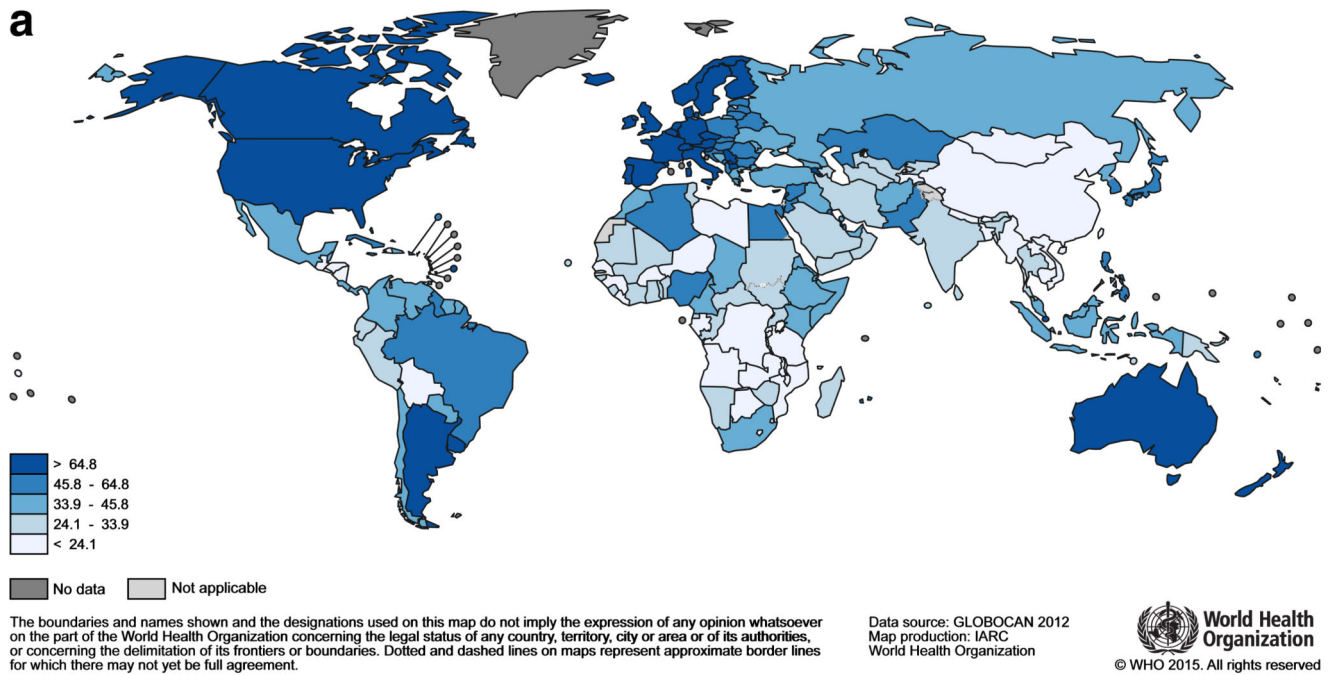 a
> 64.8
45.8 - 64.8
33.9 - 45.8
24.1 - 33.9
< 24.1
No data
Not applicable
The boundaries and names shown and the designations used on this map do not imply the expression of any opinion whatsoever
on the part of the World Health Organization concerning the legal status of any country, territory, city or area or of its authorities,
or concerning the delimitation of its frontiers or boundaries. Dotted and dashed lines on maps represent approximate border lines
for which there may not yet be full agreement.
Data source: GLOBOCAN 2012
Map production: IARC
World Health Organization
World Health
Organization
© WHO 2015. All rights reserved